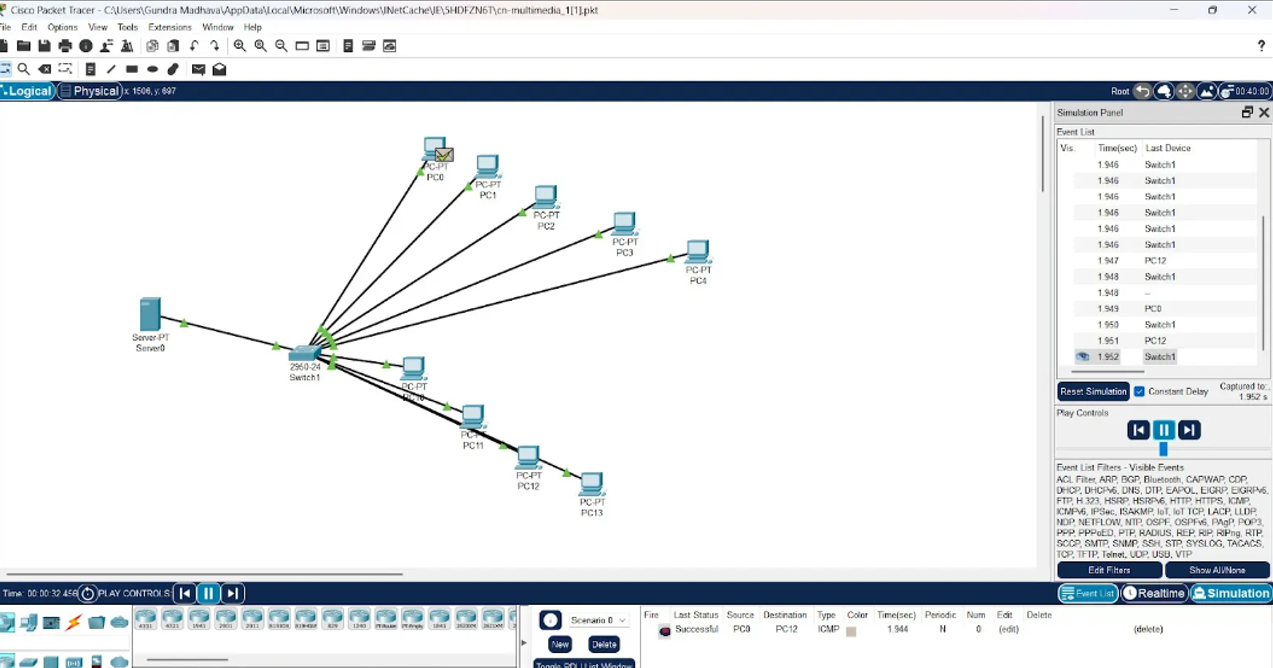 Cisco Packet Tracer - C:\Users\Gundra Madhava\AppData\Local\Microsoft\Windows\INetCache\IE\5HDFZN6T\cn-multimedia_1[1].pkt
File Edit Options View Tools Extensions Window Help
?
Logical Physical x: 1506, y: 697 Root 00:40:00
Simulation Panel
Event List
Vis. Time(sec) Last Device
1.946 Switch1
1.946 Switch1
1.946 Switch1
1.946 Switch1
1.946 Switch1
1.946 Switch1
1.947 PC12
1.948 Switch1
1.948 --
1.949 PC0
1.950 Switch1
1.951 PC12
1.952 Switch1
Reset Simulation Constant Delay Captured to:
1.952 s
Play Controls
Event List Filters - Visible Events
ACL Filter, ARP, BGP, Bluetooth, CAPWAP, CDP,
DHCP, DHCPv6, DNS, DTP, EAPOL, EIGRP, EIGRPv6,
FTP, H.323, HSRP, HSRPv6, HTTP, HTTPS, ICMP,
ICMPv6, IPSec, ISAKMP, IoT, IoT TCP, LACP, LLDP,
NDP, NETFLOW, NTP, OSPF, OSPFv6, PAgP, POP3,
PPP, PPPoED, PTP, RADIUS, REP, RIP, RIPng, RTP,
SCCP, SMTP, SNMP, SSH, STP, SYSLOG, TACACS,
TCP, TFTP, Telnet, UDP, USB, VTP
Edit Filters Show All/None
PC-PT
PC0
PC-PT
PC1
PC-PT
PC2
PC-PT
PC3
PC-PT
PC4
Server-PT
Server0
2950-24
Switch1
PC-PT
PC10
PC-PT
PC11
PC-PT
PC12
PC-PT
PC13
Time: 00:00:32.456 PLAY CONTROLS: Event List Realtime Simulation
4331 4321 1941 2901 2911 819IOX 819HGW 829 1240 PT-Router PT-Empty 1841 2620XM 2621XM
Scenario 0
New Delete
Toggle PDU List Window
Fire Last Status Source Destination Type Color Time(sec) Periodic Num Edit Delete
Successful PC0 PC12 ICMP 1.944 N 0 (edit) (delete)